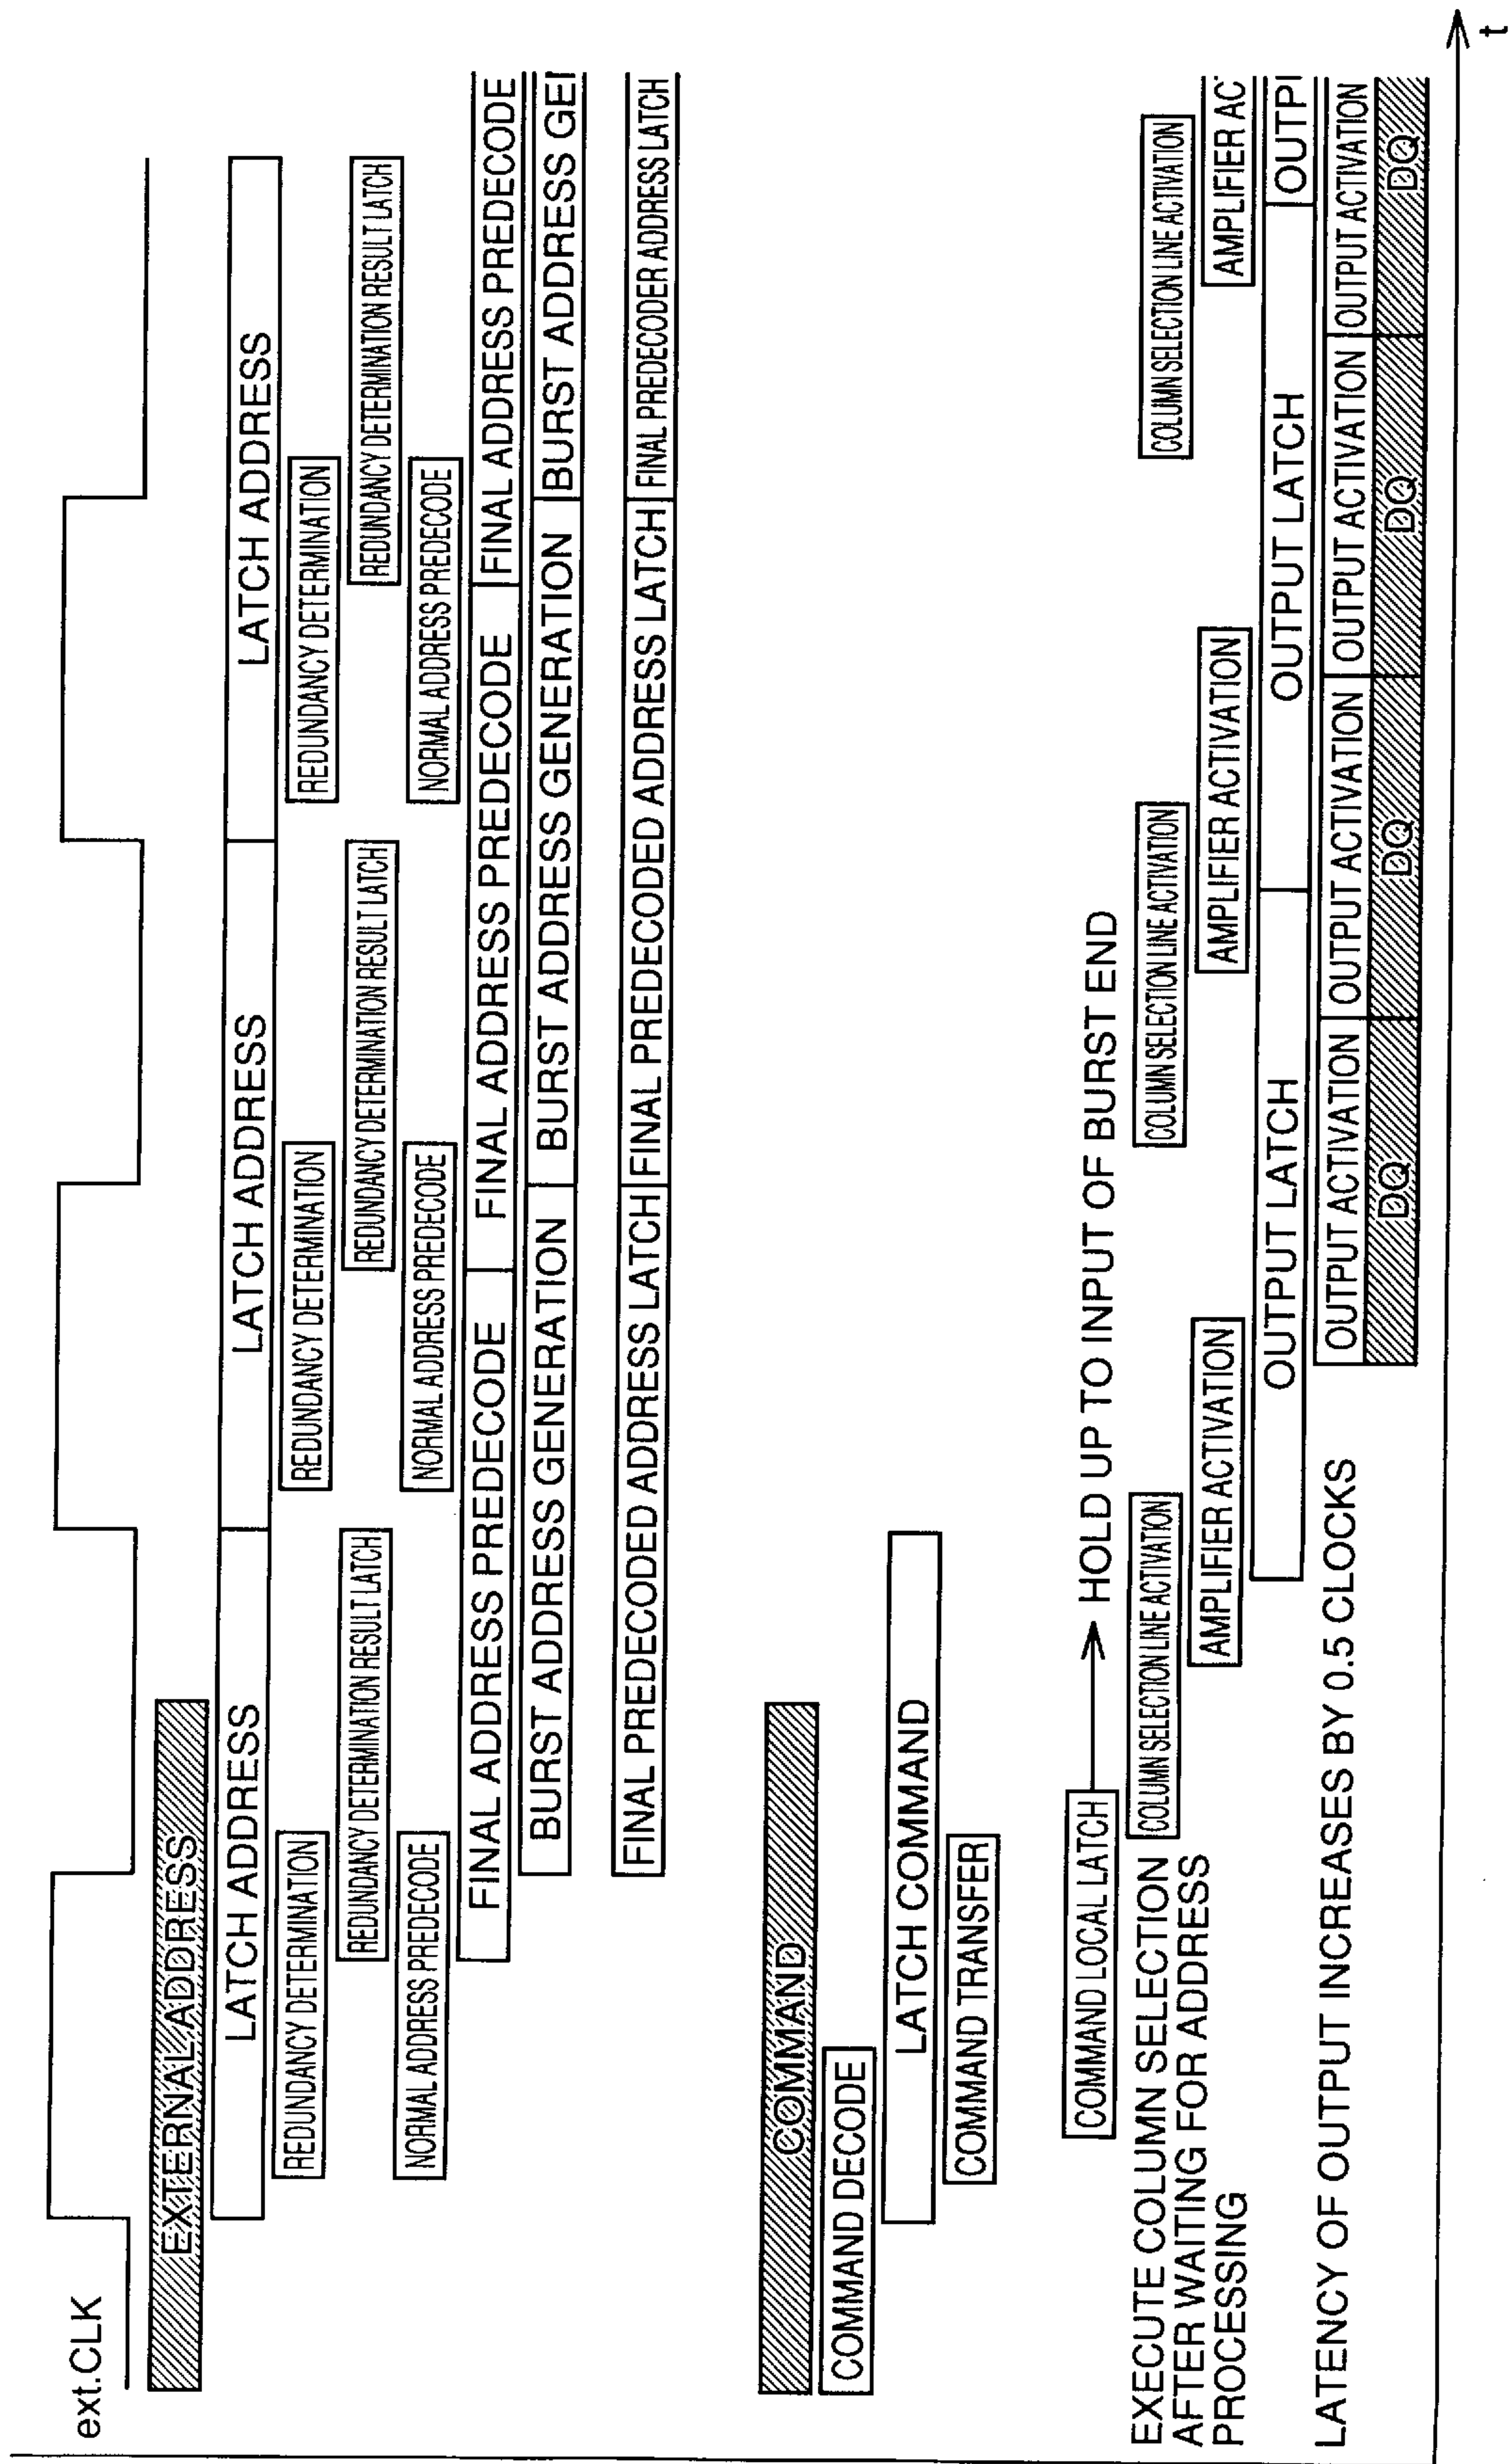 ext.CLK
EXTERNAL ADDRESS
LATCH ADDRESS
LATCH ADDRESS
LATCH ADDRESS
REDUNDANCY DETERMINATION
REDUNDANCY DETERMINATION
REDUNDANCY DETERMINATION
REDUNDANCY DETERMINATION RESULT LATCH
REDUNDANCY DETERMINATION RESULT LATCH
REDUNDANCY DETERMINATION RESULT LATCH
NORMAL ADDRESS PREDECODE
NORMAL ADDRESS PREDECODE
NORMAL ADDRESS PREDECODE
FINAL ADDRESS PREDECODE
FINAL ADDRESS PREDECODE
FINAL ADDRESS PREDECODE
BURST ADDRESS GENERATION
BURST ADDRESS GENERATION
BURST ADDRESS GEI
FINAL PREDECODED ADDRESS LATCH
FINAL PREDECODED ADDRESS LATCH
FINAL PREDECODER ADDRESS LATCH
COMMAND
COMMAND DECODE
LATCH COMMAND
COMMAND TRANSFER
COMMAND LOCAL LATCH
HOLD UP TO INPUT OF BURST END
EXECUTE COLUMN SELECTION
AFTER WAITING FOR ADDRESS
PROCESSING
COLUMN SELECTION LINE ACTIVATION
COLUMN SELECTION LINE ACTIVATION
COLUMN SELECTION LINE ACTIVATION
AMPLIFIER ACTIVATION
AMPLIFIER ACTIVATION
AMPLIFIER AC
OUTPUT LATCH
OUTPUT LATCH
OUTPI
LATENCY OF OUTPUT INCREASES BY 0.5 CLOCKS
OUTPUT ACTIVATION
OUTPUT ACTIVATION
OUTPUT ACTIVATION
OUTPUT ACTIVATION
OUTPUT ACTIVATION
DQ
DQ
DQ
DQ
t